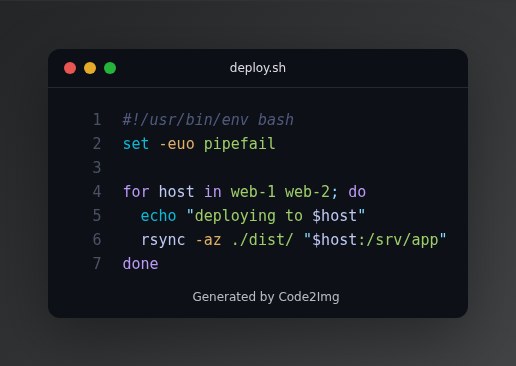 deploy.sh
1 #!/usr/bin/env bash
2 set -euo pipefail
3
4 for host in web-1 web-2; do
5   echo "deploying to $host"
6   rsync -az ./dist/ "$host:/srv/app"
7 done
Generated by Code2Img